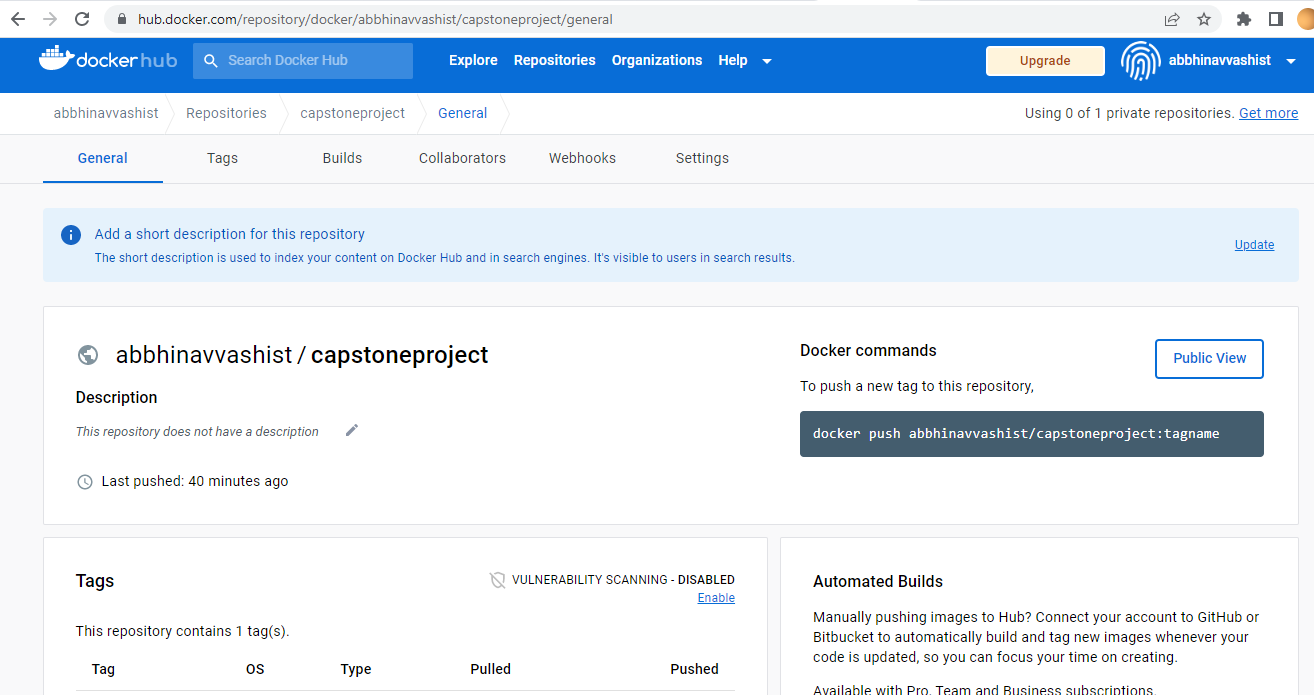 hub.docker.com/repository/docker/abbhinavvashist/capstoneproject/general
docker hub
Search Docker Hub
Explore Repositories Organizations Help
Upgrade
abbhinavvashist
abbhinavvashist Repositories capstoneproject General
Using 0 of 1 private repositories. Get more
General Tags Builds Collaborators Webhooks Settings
Add a short description for this repository
The short description is used to index your content on Docker Hub and in search engines. It's visible to users in search results.
Update
abbhinavvashist / capstoneproject
Description
This repository does not have a description
Last pushed: 40 minutes ago
Docker commands
Public View
To push a new tag to this repository,
docker push abbhinavvashist/capstoneproject:tagname
Tags
VULNERABILITY SCANNING - DISABLED
Enable
This repository contains 1 tag(s).
Tag OS Type Pulled Pushed
Automated Builds
Manually pushing images to Hub? Connect your account to GitHub or
Bitbucket to automatically build and tag new images whenever your
code is updated, so you can focus your time on creating.
Available with Pro, Team and Business subscriptions.